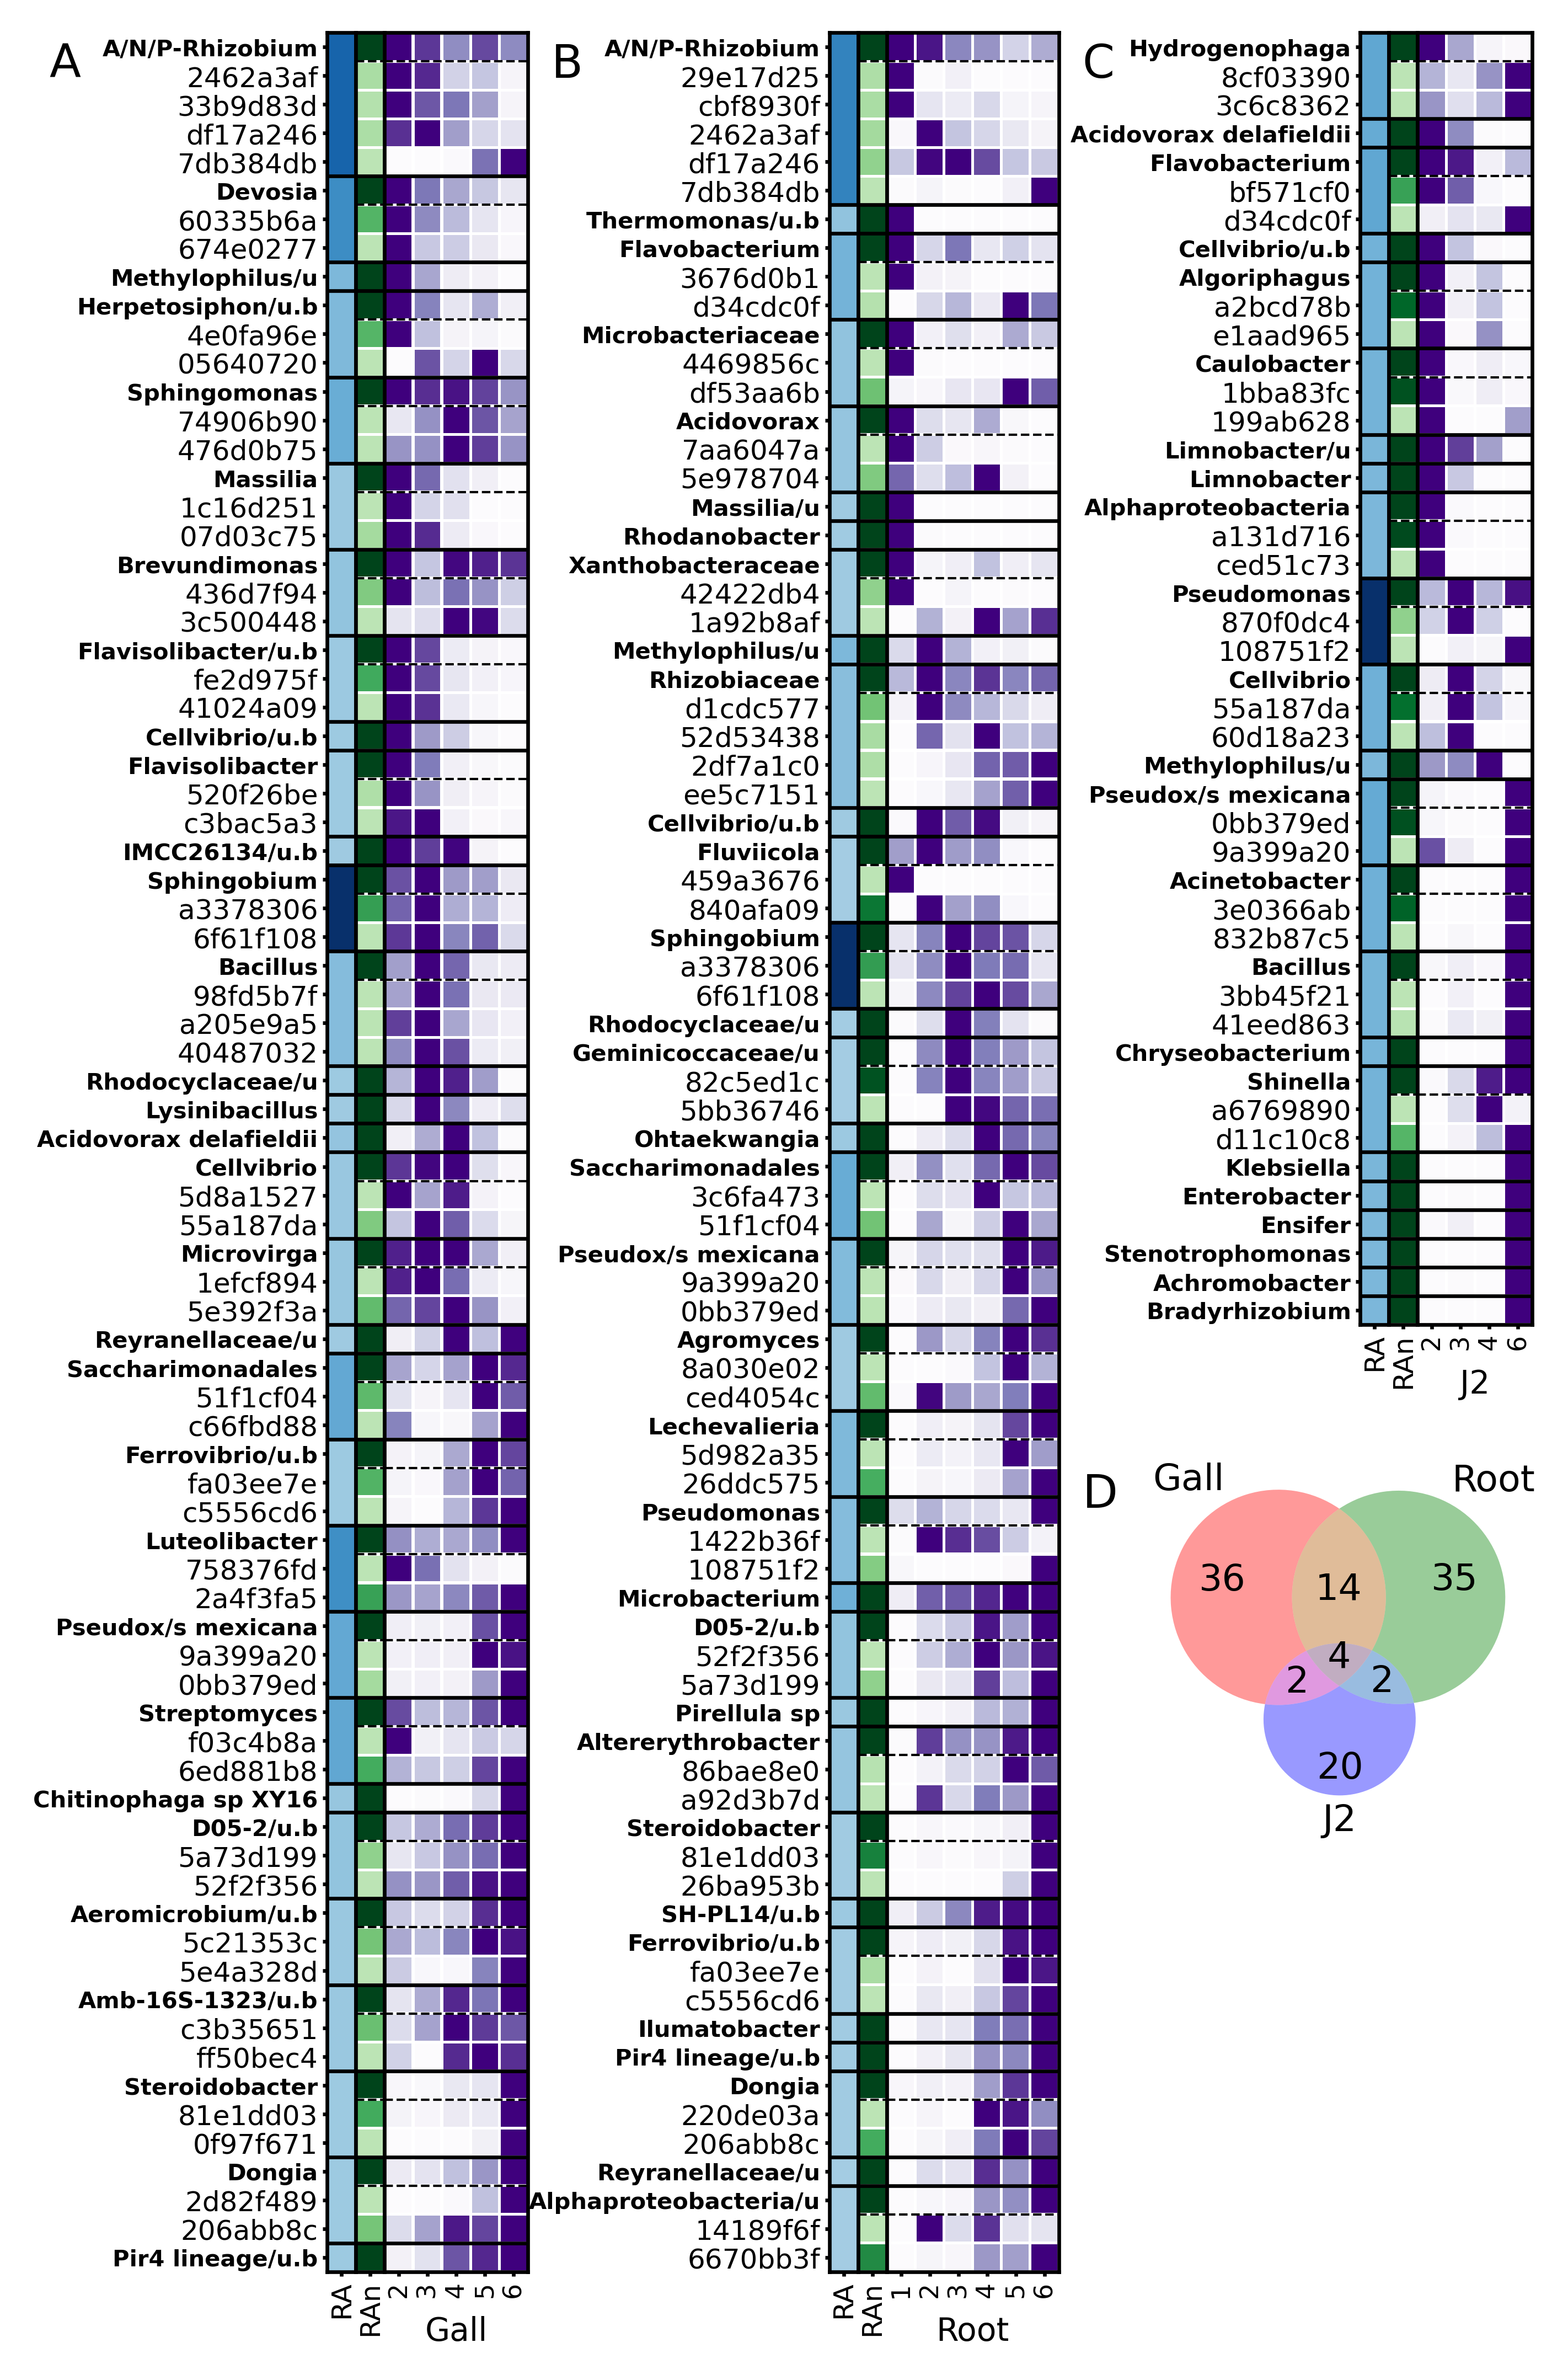 A
A/N/P-Rhizobium
2462a3af
33b9d83d
df17a246
7db384db
Devosia
60335b6a
674e0277
Methylophilus/u
Herpetosiphon/u.b
4e0fa96e
05640720
Sphingomonas
74906b90
476d0b75
Massilia
1c16d251
07d03c75
Brevundimonas
436d7f94
3c500448
Flavisolibacter/u.b
fe2d975f
41024a09
Cellvibrio/u.b
Flavisolibacter
520f26be
c3bac5a3
IMCC26134/u.b
Sphingobium
a3378306
6f61f108
Bacillus
98fd5b7f
a205e9a5
40487032
Rhodocyclaceae/u
Lysinibacillus
Acidovorax delafieldii
Cellvibrio
5d8a1527
55a187da
Microvirga
1efcf894
5e392f3a
Reyranellaceae/u
Saccharimonadales
51f1cf04
c66fbd88
Ferrovibrio/u.b
fa03ee7e
c5556cd6
Luteolibacter
758376fd
2a4f3fa5
Pseudox/s mexicana
9a399a20
0bb379ed
Streptomyces
f03c4b8a
6ed881b8
Chitinophaga sp XY16
D05-2/u.b
5a73d199
52f2f356
Aeromicrobium/u.b
5c21353c
5e4a328d
Amb-16S-1323/u.b
c3b35651
ff50bec4
Steroidobacter
81e1dd03
0f97f671
Dongia
2d82f489
206abb8c
Pir4 lineage/u.b
RA RAn 2 3 4 5 6
Gall
B
A/N/P-Rhizobium
29e17d25
cbf8930f
2462a3af
df17a246
7db384db
Thermomonas/u.b
Flavobacterium
3676d0b1
d34cdc0f
Microbacteriaceae
4469856c
df53aa6b
Acidovorax
7aa6047a
5e978704
Massilia/u
Rhodanobacter
Xanthobacteraceae
42422db4
1a92b8af
Methylophilus/u
Rhizobiaceae
d1cdc577
52d53438
2df7a1c0
ee5c7151
Cellvibrio/u.b
Fluviicola
459a3676
840afa09
Sphingobium
a3378306
6f61f108
Rhodocyclaceae/u
Geminicoccaceae/u
82c5ed1c
5bb36746
Ohtaekwangia
Saccharimonadales
3c6fa473
51f1cf04
Pseudox/s mexicana
9a399a20
0bb379ed
Agromyces
8a030e02
ced4054c
Lechevalieria
5d982a35
26ddc575
Pseudomonas
1422b36f
108751f2
Microbacterium
D05-2/u.b
52f2f356
5a73d199
Pirellula sp
Altererythrobacter
86bae8e0
a92d3b7d
Steroidobacter
81e1dd03
26ba953b
SH-PL14/u.b
Ferrovibrio/u.b
fa03ee7e
c5556cd6
Ilumatobacter
Pir4 lineage/u.b
Dongia
220de03a
206abb8c
Reyranellaceae/u
Alphaproteobacteria/u
14189f6f
6670bb3f
RA RAn 1 2 3 4 5 6
Root
C
Hydrogenophaga
8cf03390
3c6c8362
Acidovorax delafieldii
Flavobacterium
bf571cf0
d34cdc0f
Cellvibrio/u.b
Algoriphagus
a2bcd78b
e1aad965
Caulobacter
1bba83fc
199ab628
Limnobacter/u
Limnobacter
Alphaproteobacteria
a131d716
ced51c73
Pseudomonas
870f0dc4
108751f2
Cellvibrio
55a187da
60d18a23
Methylophilus/u
Pseudox/s mexicana
0bb379ed
9a399a20
Acinetobacter
3e0366ab
832b87c5
Bacillus
3bb45f21
41eed863
Chryseobacterium
Shinella
a6769890
d11c10c8
Klebsiella
Enterobacter
Ensifer
Stenotrophomonas
Achromobacter
Bradyrhizobium
RA RAn 2 3 4 6
J2
D
Gall Root
36 14 35
4
2 2
20
J2